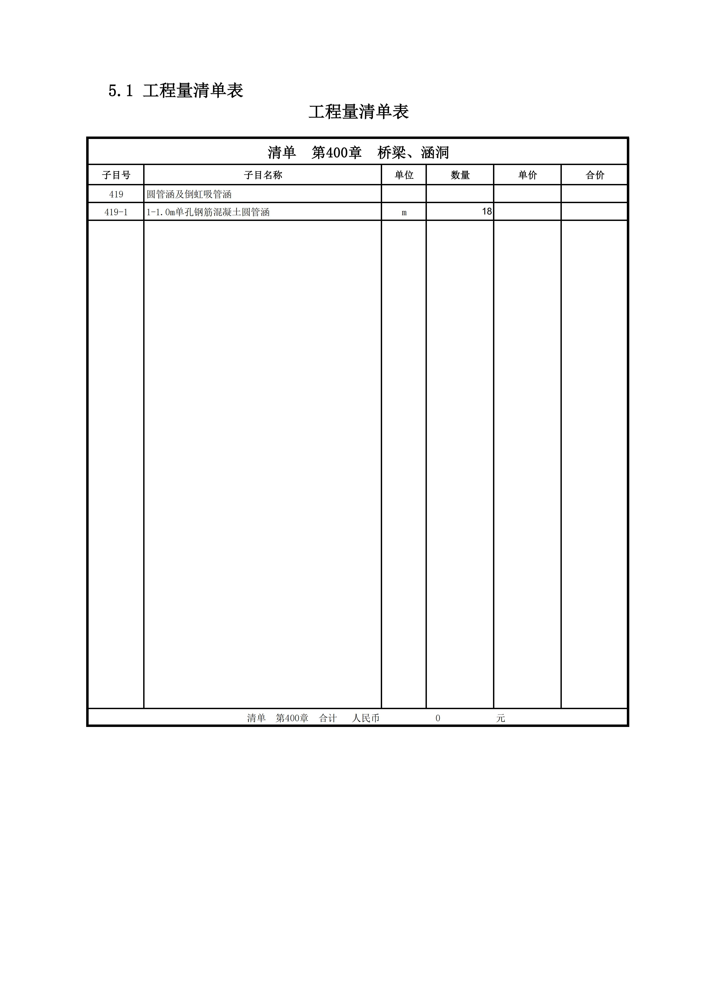 5.1 工程量清单表
工程量清单表
清单 第400章 桥梁、涵洞
子目号 子目名称 单位 数量 单价 合价
419 圆管涵及倒虹吸管涵
419-1 1-1.0m单孔钢筋混凝土圆管涵 m 18
清单 第400章 合计 人民币 0 元